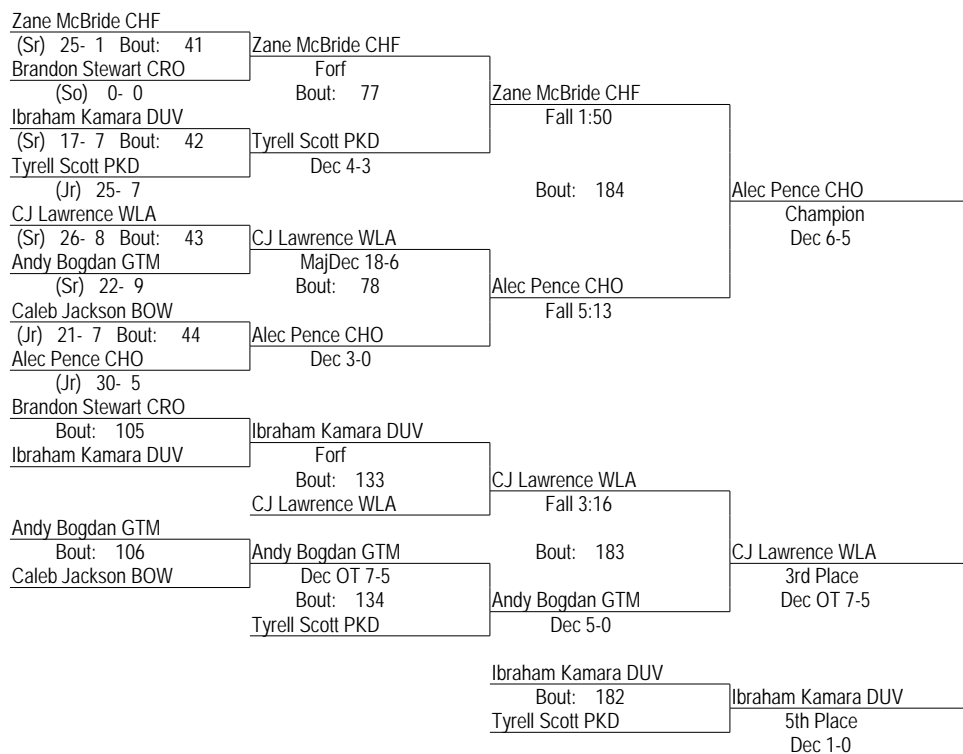 Zane McBride CHF
(Sr) 25- 1 Bout: 41
Zane McBride CHF
Brandon Stewart CRO
Forf
(So) 0- 0
Bout: 77
Zane McBride CHF
Ibraham Kamara DUV
Fall 1:50
(Sr) 17- 7 Bout: 42
Tyrell Scott PKD
Tyrell Scott PKD
Dec 4-3
(Jr) 25- 7
Bout: 184
Alec Pence CHO
CJ Lawrence WLA
Champion
(Sr) 26- 8 Bout: 43
CJ Lawrence WLA
Dec 6-5
Andy Bogdan GTM
MajDec 18-6
(Sr) 22- 9
Bout: 78
Alec Pence CHO
Caleb Jackson BOW
Fall 5:13
(Jr) 21- 7 Bout: 44
Alec Pence CHO
Alec Pence CHO
Dec 3-0
(Jr) 30- 5
Brandon Stewart CRO
Bout: 105
Ibraham Kamara DUV
Ibraham Kamara DUV
Forf
Bout: 133
CJ Lawrence WLA
CJ Lawrence WLA
Fall 3:16
Andy Bogdan GTM
Bout: 106
Andy Bogdan GTM
Bout: 183
CJ Lawrence WLA
Caleb Jackson BOW
Dec OT 7-5
3rd Place
Bout: 134
Andy Bogdan GTM
Dec OT 7-5
Tyrell Scott PKD
Dec 5-0
Ibraham Kamara DUV
Bout: 182
Ibraham Kamara DUV
Tyrell Scott PKD
5th Place
Dec 1-0